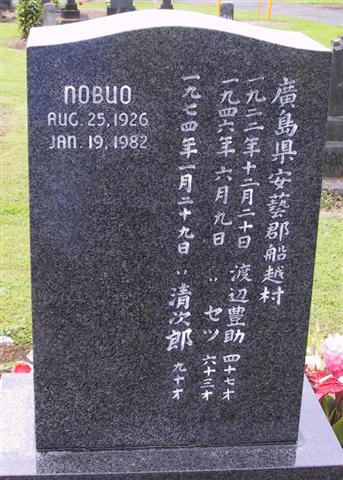 NOBUO
AUG. 25, 1926
JAN. 19, 1982
廣島県安藝郡船越村
一九二二年十二月二十日 渡辺豊助 四十七才
一九四六年六月九日 〃 セツ 六十三才
一九七四年一月二十九日 〃 清次郎 九十才